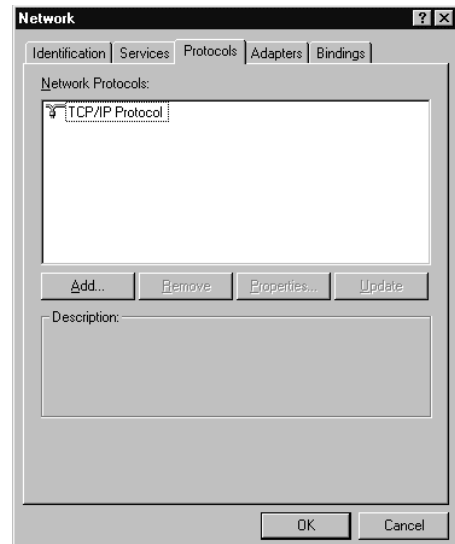 Network
Identification Services Protocols Adapters Bindings
Network Protocols:
TCP/IP Protocol
Add... Remove Properties... Update
Description:
OK Cancel